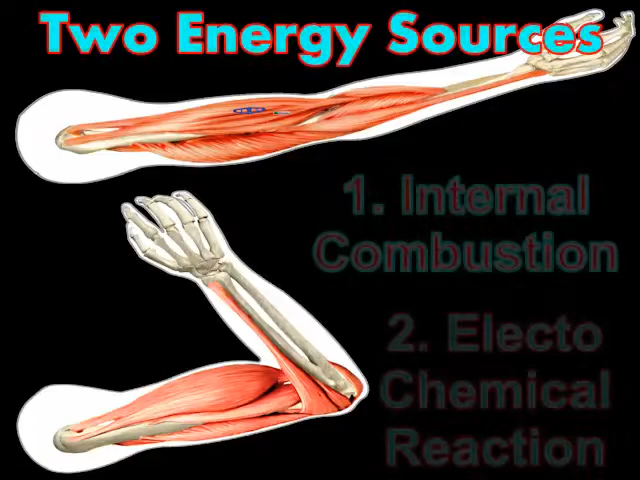 Two Energy Sources
1. Internal
Combustion
2. Electo
Chemical
Reaction